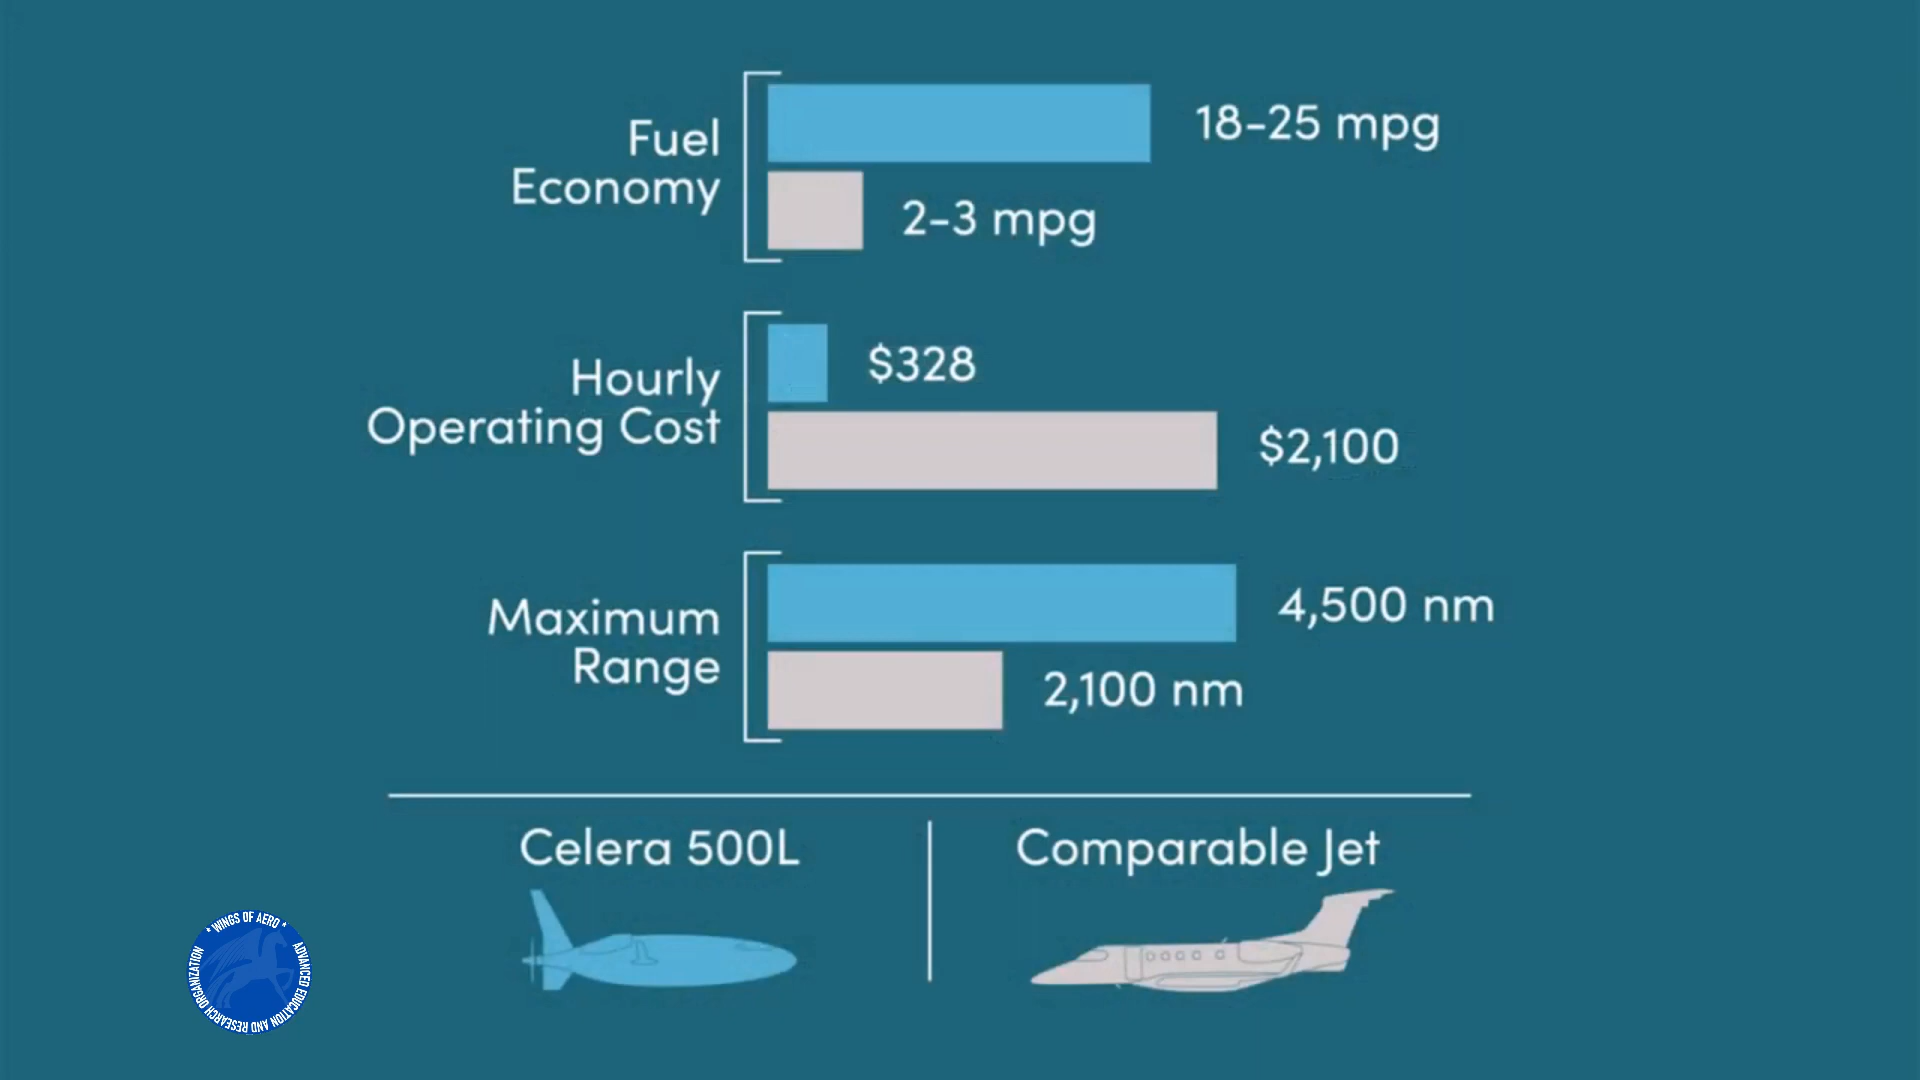 Fuel
Economy
18-25 mpg
2-3 mpg
Hourly
Operating Cost
$328
$2,100
Maximum
Range
4,500 nm
2,100 nm
Celera 500L
Comparable Jet
* WINGS OF AERO *
ADVANCED EDUCATION AND RESEARCH ORGANIZATION